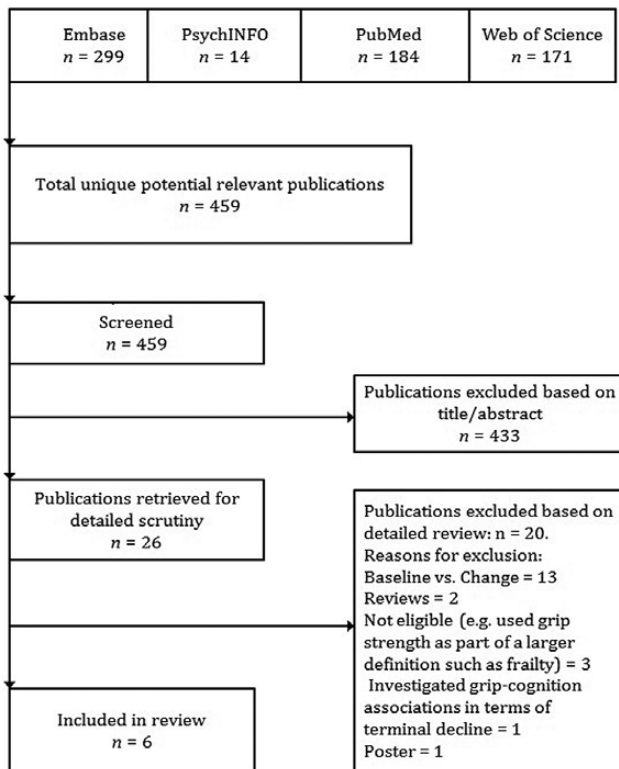 Embase
n = 299
PsychINFO
n = 14
PubMed
n = 184
Web of Science
n = 171
Total unique potential relevant publications
n = 459
Screened
n = 459
Publications excluded based on
title/abstract
n = 433
Publications retrieved for
detailed scrutiny
n = 26
Publications excluded based on
detailed review: n = 20.
Reasons for exclusion:
Baseline vs. Change = 13
Reviews = 2
Not eligible (e.g. used grip
strength as part of a larger
definition such as frailty) = 3
Investigated grip-cognition
associations in terms of
terminal decline = 1
Poster = 1
Included in review
n = 6